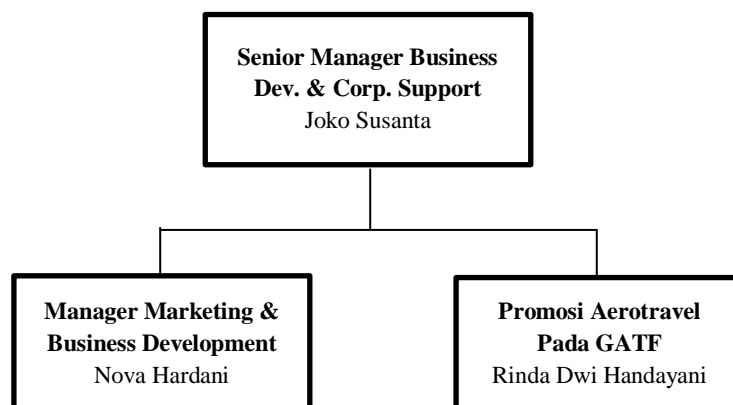 Senior Manager Business
Dev. & Corp. Support
Joko Susanta
Manager Marketing &
Business Development
Nova Hardani
Promosi Aerotravel
Pada GATF
Rinda Dwi Handayani